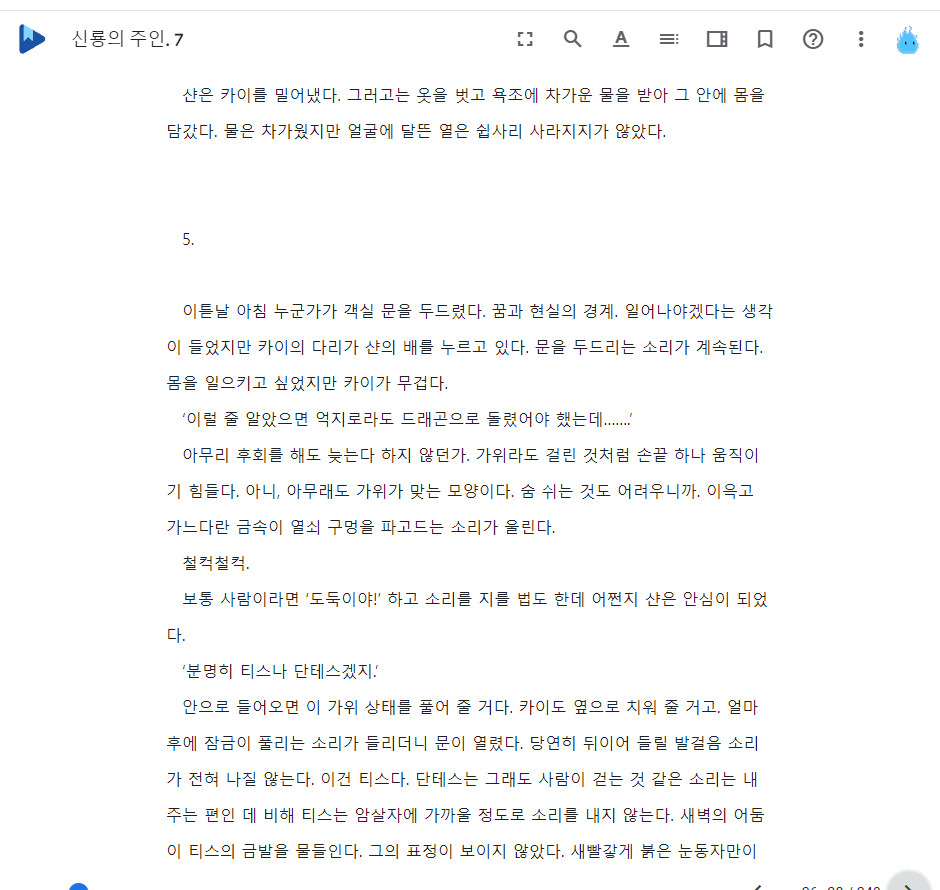 신룡의 주인. 7
샨은 카이를 밀어냈다. 그러고는 옷을 벗고 욕조에 차가운 물을 받아 그 안에 몸을
담갔다. 물은 차가웠지만 얼굴에 달뜬 열은 쉽사리 사라지지가 않았다.
5.
이튿날 아침 누군가가 객실 문을 두드렸다. 꿈과 현실의 경계. 일어나야겠다는 생각
이 들었지만 카이의 다리가 샨의 배를 누르고 있다. 문을 두드리는 소리가 계속된다.
몸을 일으키고 싶었지만 카이가 무겁다.
‘이럴 줄 알았으면 억지로라도 드래곤으로 돌렸어야 했는데…….’
아무리 후회를 해도 늦는다 하지 않던가. 가위라도 걸린 것처럼 손끝 하나 움직이
기 힘들다. 아니, 아무래도 가위가 맞는 모양이다. 숨 쉬는 것도 어려우니까. 이윽고
가느다란 금속이 열쇠 구멍을 파고드는 소리가 울린다.
철컥철컥.
보통 사람이라면 ‘도둑이야!’ 하고 소리를 지를 법도 한데 어쩐지 샨은 안심이 되었
다.
‘분명히 티스나 단테스겠지.’
안으로 들어오면 이 가위 상태를 풀어 줄 거다. 카이도 옆으로 치워 줄 거고. 얼마
후에 잠금이 풀리는 소리가 들리더니 문이 열렸다. 당연히 뒤이어 들릴 발걸음 소리
가 전혀 나질 않는다. 이건 티스다. 단테스는 그래도 사람이 걷는 것 같은 소리는 내
주는 편인 데 비해 티스는 암살자에 가까울 정도로 소리를 내지 않는다. 새벽의 어둠
이 티스의 금발을 물들인다. 그의 표정이 보이지 않았다. 새빨갛게 붉은 눈동자만이